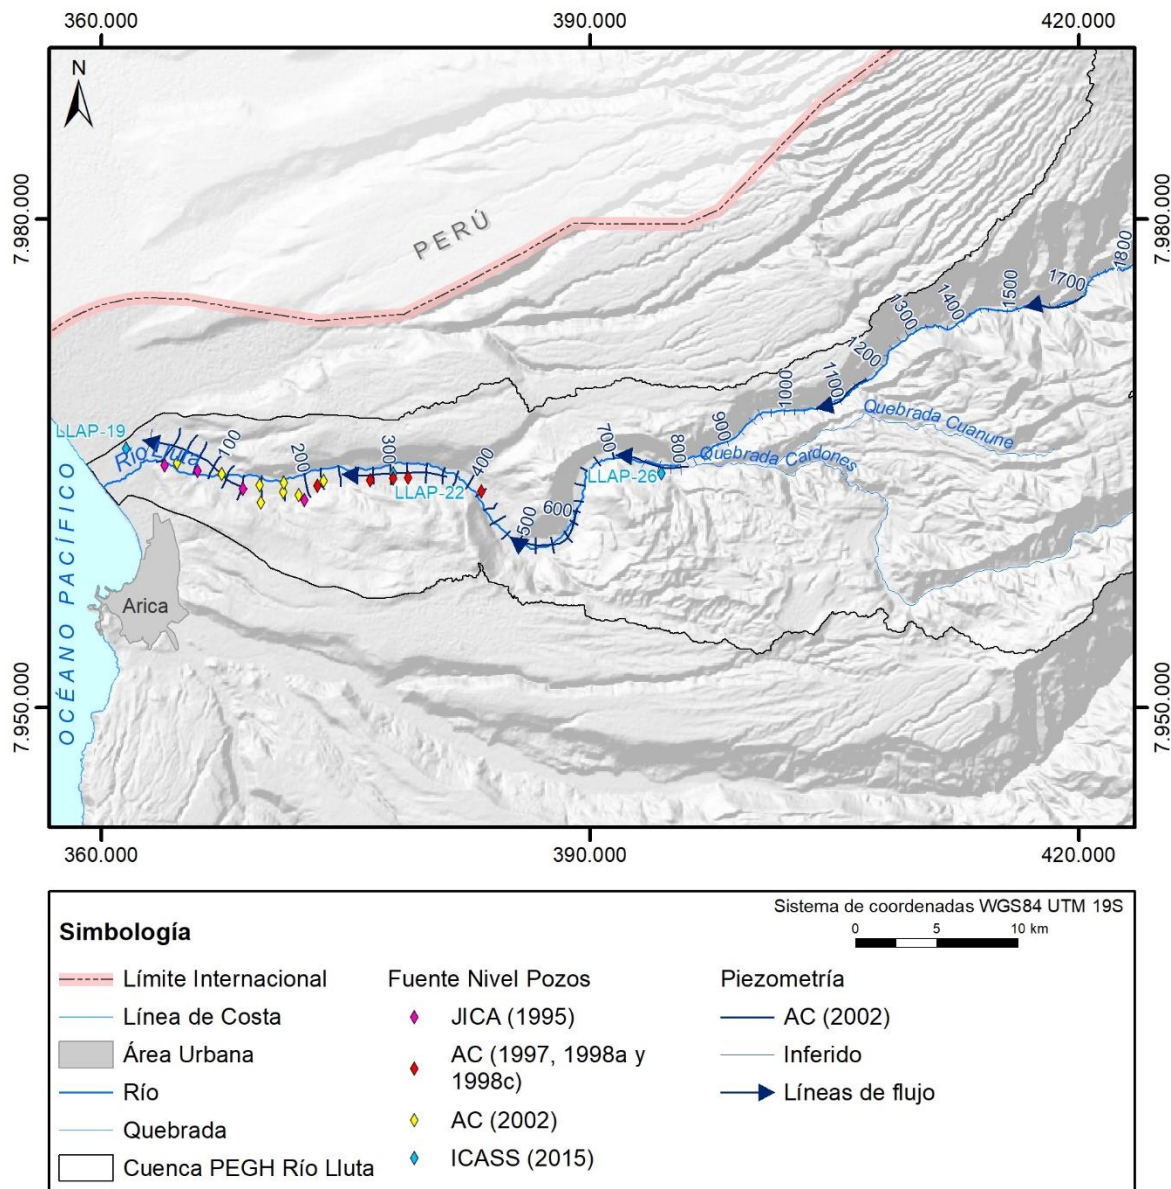 360.000
390.000
420.000
N
7.980.000
7.980.000
PERÚ
1800
1700
1500
1400
1300
1200
1100
1000
900
800
700
600
500
400
300
200
100
Quebrada Cuanune
Quebrada Cardones
LLAP-19
Río Lluta
LLAP-22
LLAP-26
OCÉANO PACÍFICO
Arica
7.950.000
7.950.000
360.000
390.000
420.000
Sistema de coordenadas WGS84 UTM 19S
0 5 10 km
Simbología
Límite Internacional
Línea de Costa
Área Urbana
Río
Quebrada
Cuenca PEGH Río Lluta
Fuente Nivel Pozos
JICA (1995)
AC (1997, 1998a y
1998c)
AC (2002)
ICASS (2015)
Piezometría
AC (2002)
Inferido
Líneas de flujo